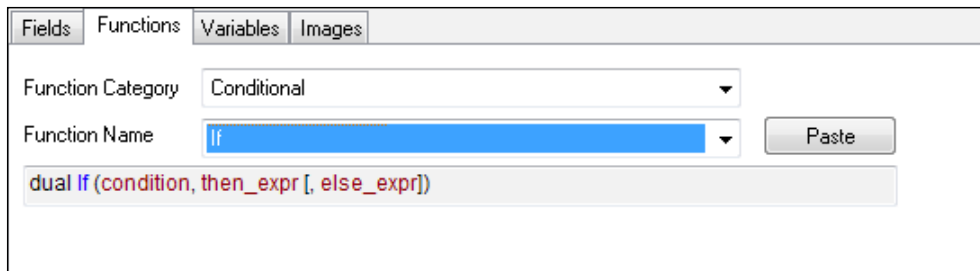 Fields Functions Variables Images
Function Category Conditional
Function Name If Paste
dual If (condition, then_expr [, else_expr])